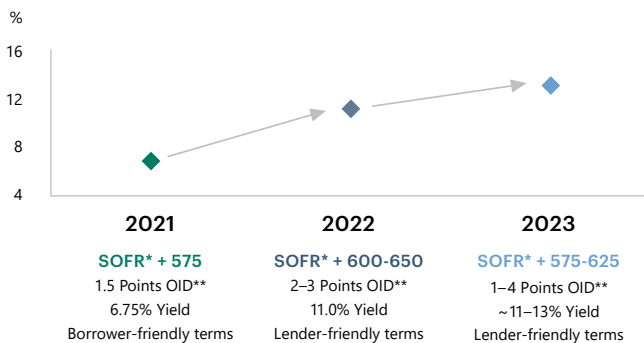 %
16
12
8
4
2021
2022
2023
SOFR* + 575
SOFR* + 600-650
SOFR* + 575-625
1.5 Points OID**
2–3 Points OID**
1–4 Points OID**
6.75% Yield
11.0% Yield
~11–13% Yield
Borrower-friendly terms
Lender-friendly terms
Lender-friendly terms